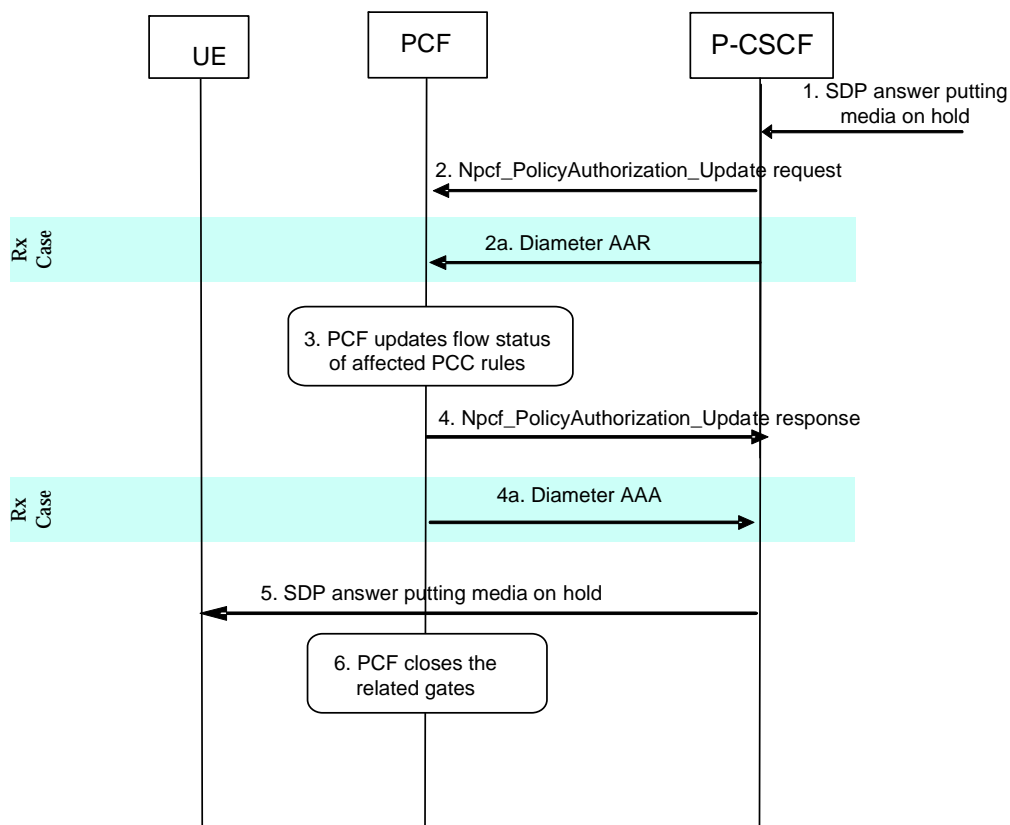 UE
PCF
P-CSCF
1. SDP answer putting
media on hold
2. Npcf_PolicyAuthorization_Update request
Rx
Case
2a. Diameter AAR
3. PCF updates flow status
of affected PCC rules
4. Npcf_PolicyAuthorization_Update response
Rx
Case
4a. Diameter AAA
5. SDP answer putting media on hold
6. PCF closes the
related gates